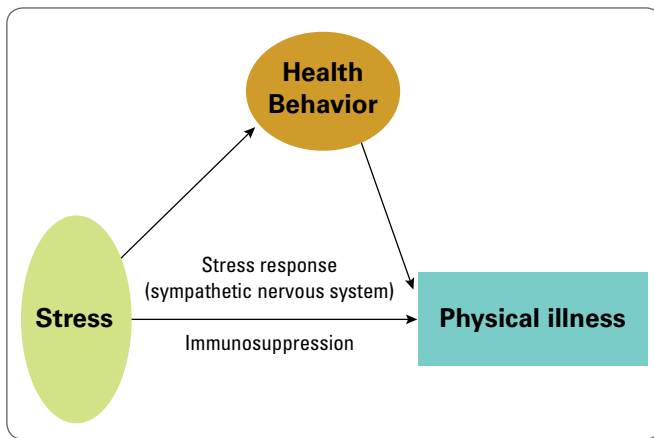 Health
Behavior
Stress response
(sympathetic nervous system)
Stress
Physical illness
Immunosuppression